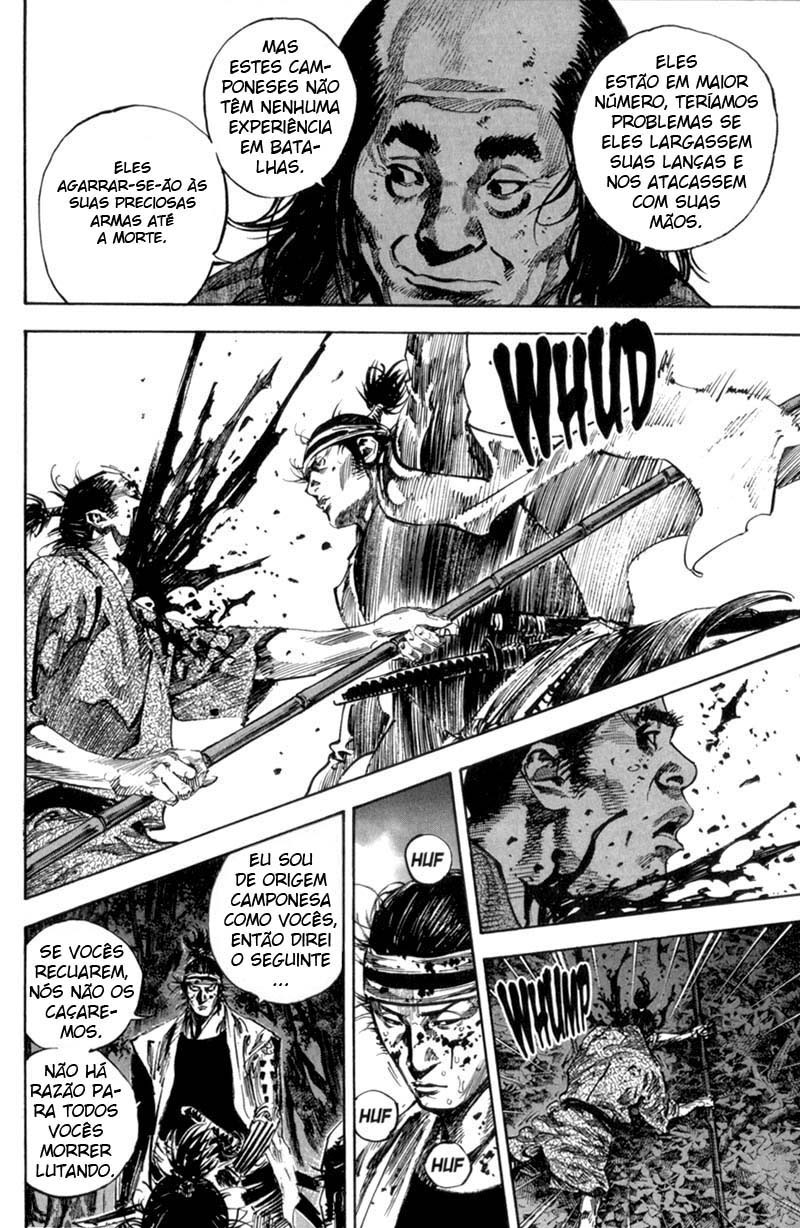 ELES
ESTÃO EM MAIOR
NÚMERO, TERÍAMOS
PROBLEMAS SE
ELES LARGASSEM
SUAS LANÇAS E
NOS ATACASSEM
COM SUAS
MÃOS.
MAS
ESTES CAM-
PONESES NÃO
TÊM NENHUMA
EXPERIÊNCIA
EM BATA-
LHAS.
ELES
AGARRAR-SE-ÃO ÀS
SUAS PRECIOSAS
ARMAS ATÉ
A MORTE.
WHUD
WHUMP
HUF
HUF
HUF
EU SOU
DE ORIGEM
CAMPONESA
COMO VOCÊS,
ENTÃO DIREI
O SEGUINTE
...
SE VOCÊS
RECUAREM,
NÓS NÃO OS
CAÇARE-
MOS.
NÃO HÁ
RAZÃO PA-
RA TODOS
VOCÊS
MORRER
LUTANDO.